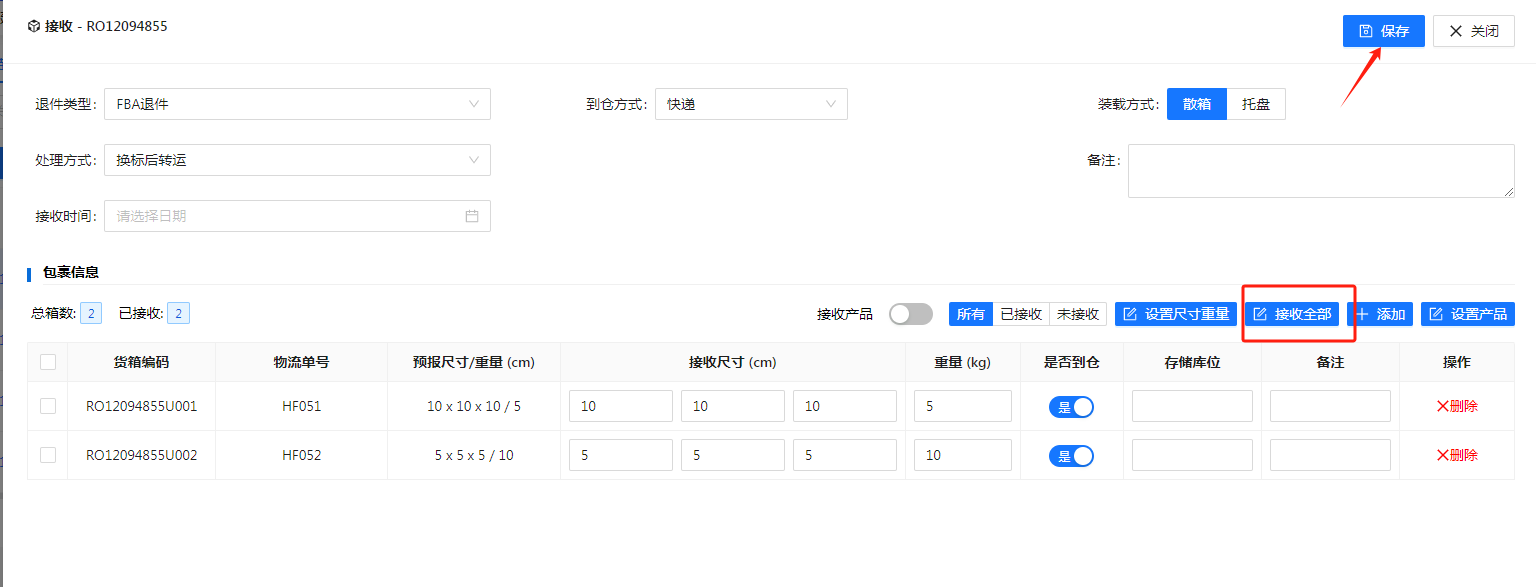 接收 - RO12094855
保存
关闭
退件类型: FBA退件
到仓方式: 快递
装载方式: 散箱 托盘
处理方式: 换标后转运
备注:
接收时间: 请选择日期
包裹信息
总箱数: 2 已接收: 2
接收产品 所有 已接收 未接收 设置尺寸重量 接收全部 添加 设置产品
货箱编码 物流单号 预报尺寸/重量 (cm) 接收尺寸 (cm) 重量 (kg) 是否到仓 存储库位 备注 操作
RO12094855U001 HF051 10 x 10 x 10 / 5 10 10 10 5 是 删除
RO12094855U002 HF052 5 x 5 x 5 / 10 5 5 5 10 是 删除